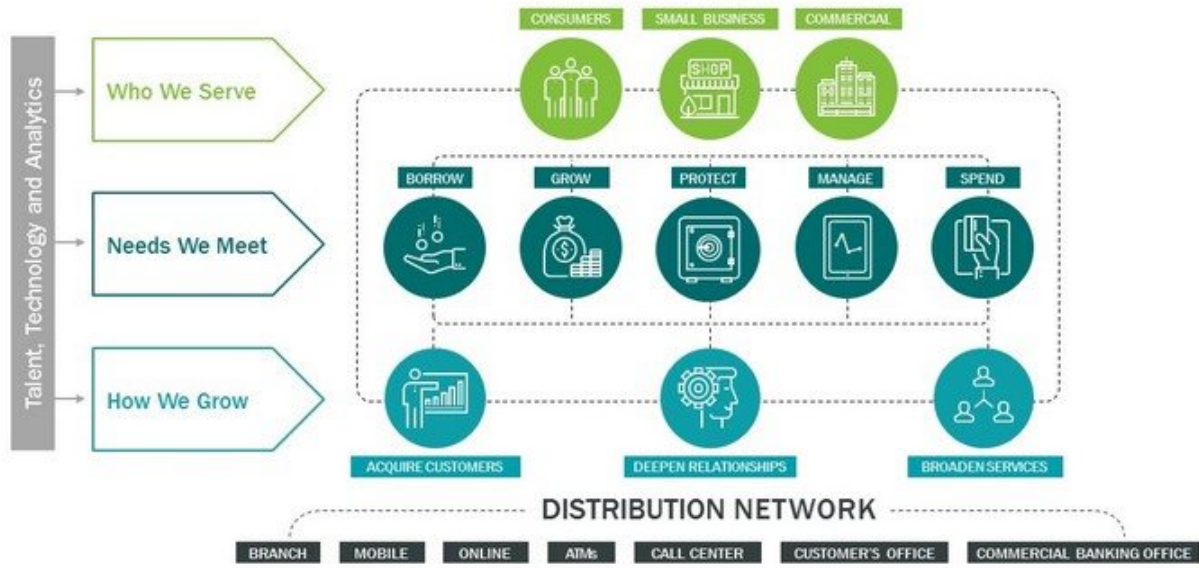 CONSUMERS
SMALL BUSINESS
COMMERCIAL
Talent, Technology and Analytics
Who We Serve
SHOP
BORROW
GROW
PROTECT
MANAGE
SPEND
Needs We Meet
$
How We Grow
ACQUIRE CUSTOMERS
DEEPEN RELATIONSHIPS
BROADEN SERVICES
DISTRIBUTION NETWORK
BRANCH
MOBILE
ONLINE
ATMs
CALL CENTER
CUSTOMER'S OFFICE
COMMERCIAL BANKING OFFICE